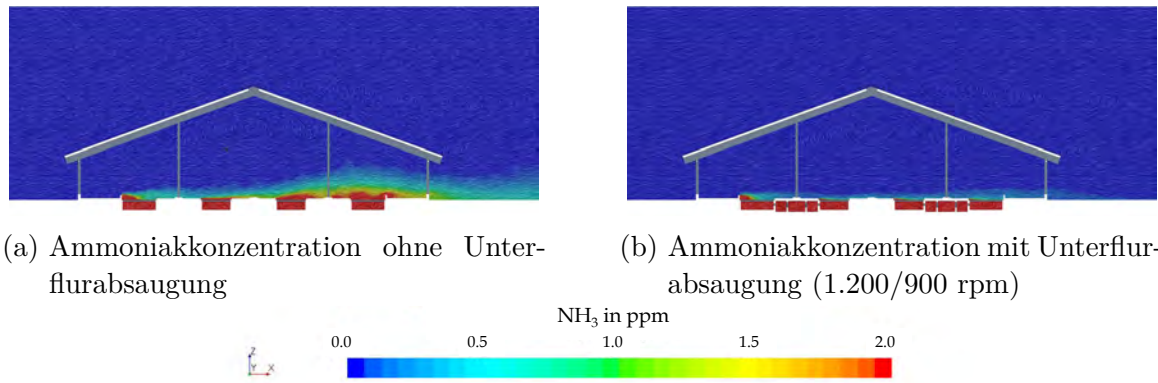 (a) Ammoniakkonzentration ohne Unter-
flurabsaugung
(b) Ammoniakkonzentration mit Unterflur-
absaugung (1.200/900 rpm)
NH₃ in ppm
0.0 0.5 1.0 1.5 2.0
Z
Y X